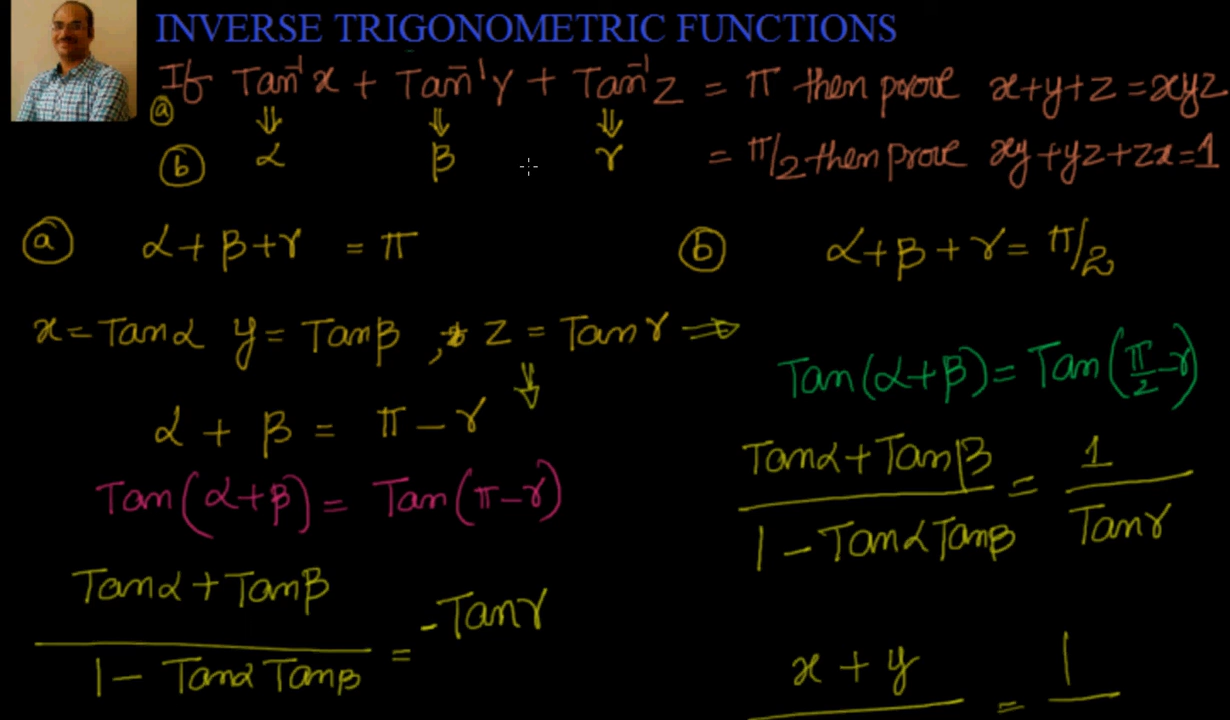 INVERSE TRIGONOMETRIC FUNCTIONS
If Tan⁻¹x + Tan⁻¹y + Tan⁻¹z = π then prove x+y+z=xyz
ⓐ ⇓ ⇓ ⇓
ⓑ α β γ = π/2 then prove xy+yz+zx=1
ⓐ α+β+γ = π
x=Tanα y=Tanβ, z=Tanγ ⇒
⇓
α + β = π-γ
Tan(α+β) = Tan(π-γ)
Tanα+Tanβ
――― = -Tanγ
1-TanαTanβ
ⓑ α+β+γ=π/2
Tan(α+β)=Tan(π/2-γ)
Tanα+Tanβ 1
――― = ―――
1-TanαTanβ Tanγ
x+y 1
――― = ―――